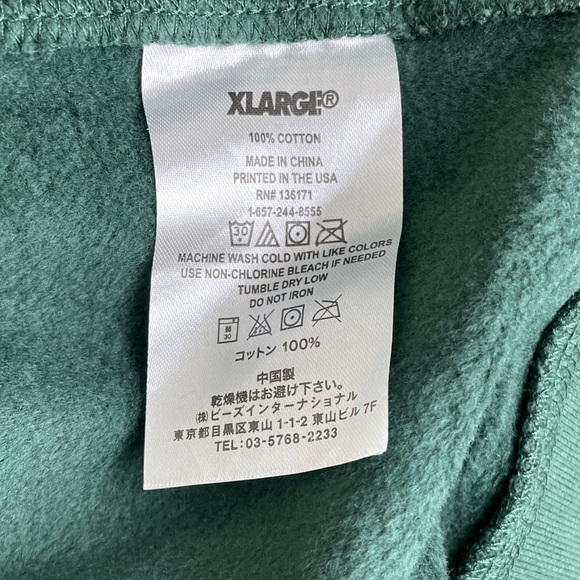 XLARGE®
100% COTTON
MADE IN CHINA
PRINTED IN THE USA
RN# 136171
1-657-244-8555
30
MACHINE WASH COLD WITH LIKE COLORS
USE NON-CHLORINE BLEACH IF NEEDED
TUMBLE DRY LOW
DO NOT IRON
弱
30
コットン 100%
中国製
乾燥機はお避け下さい。
(株)ビーズインターナショナル
東京都目黒区東山 1-1-2 東山ビル 7F
TEL: 03-5768-2233